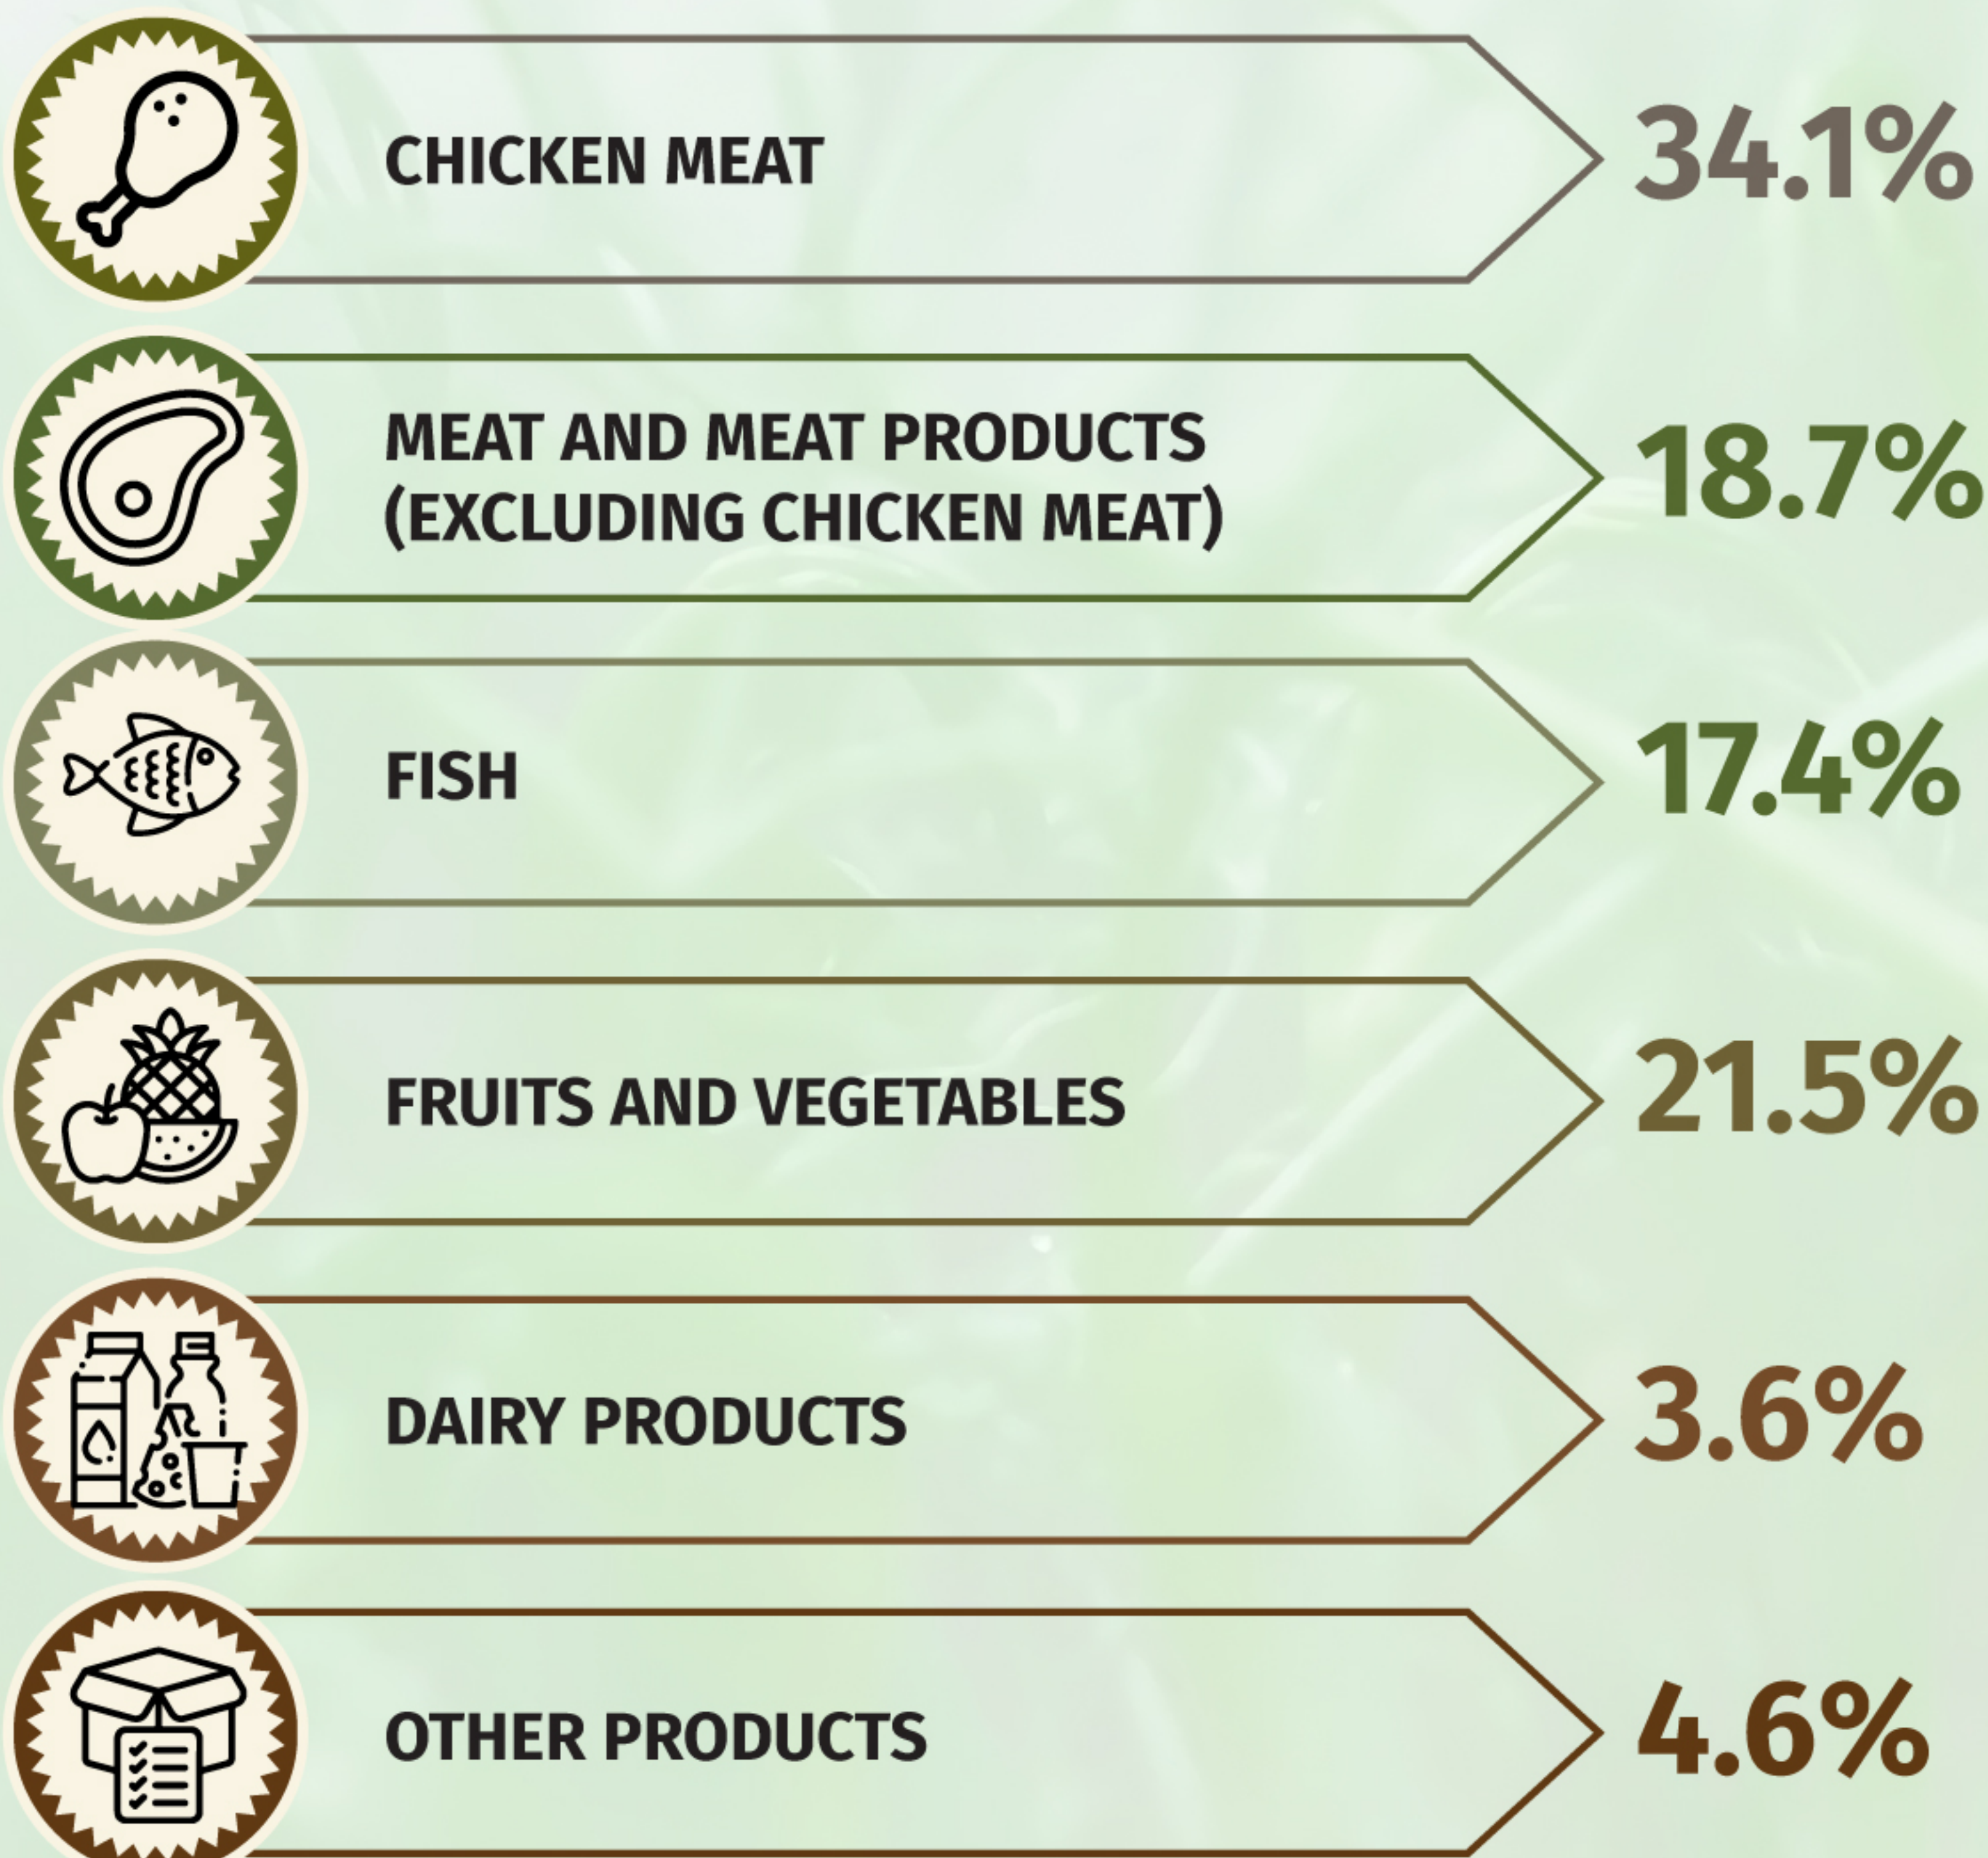 CHICKEN MEAT
34.1%
MEAT AND MEAT PRODUCTS
(EXCLUDING CHICKEN MEAT)
18.7%
FISH
17.4%
FRUITS AND VEGETABLES
21.5%
DAIRY PRODUCTS
3.6%
OTHER PRODUCTS
4.6%